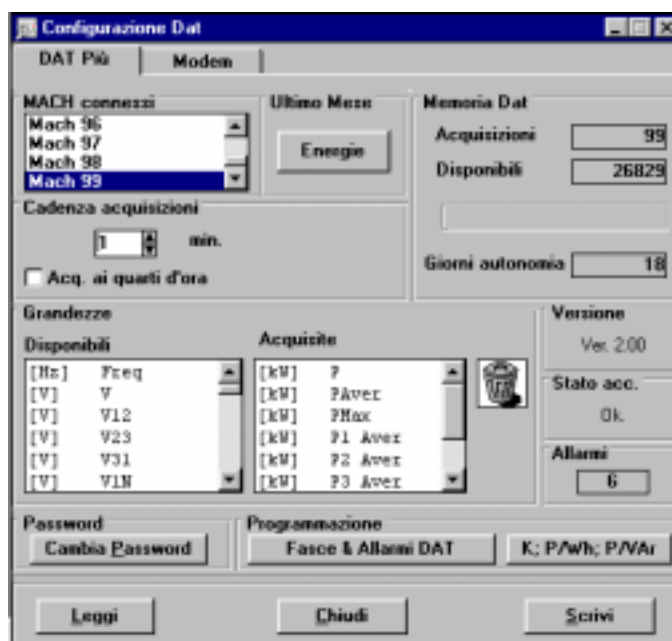 Configurazione Dat
DAT Più
Modem
MACH connessi
Mach 96
Mach 97
Mach 98
Mach 99
Ultimo Mese
Energie
Memoria Dat
Acquisizioni 99
Disponibili 26829
Giorni autonomia 18
Cadenza acquisizioni
1 min.
Acq. ai quarti d'ora
Grandezze
Disponibili
[Hz] Freq
[V] V
[V] V12
[V] V23
[V] V31
[V] V1N
Acquisite
[kW] P
[kW] PAver
[kW] PMax
[kW] P1 Aver
[kW] P2 Aver
[kW] P3 Aver
Versione
Ver. 2.00
Stato acc.
Ok.
Allarmi
6
Password
Cambia Password
Programmazione
Fasce & Allarmi DAT
K; P/Wh; P/VAr
Leggi
Chiudi
Scrivi